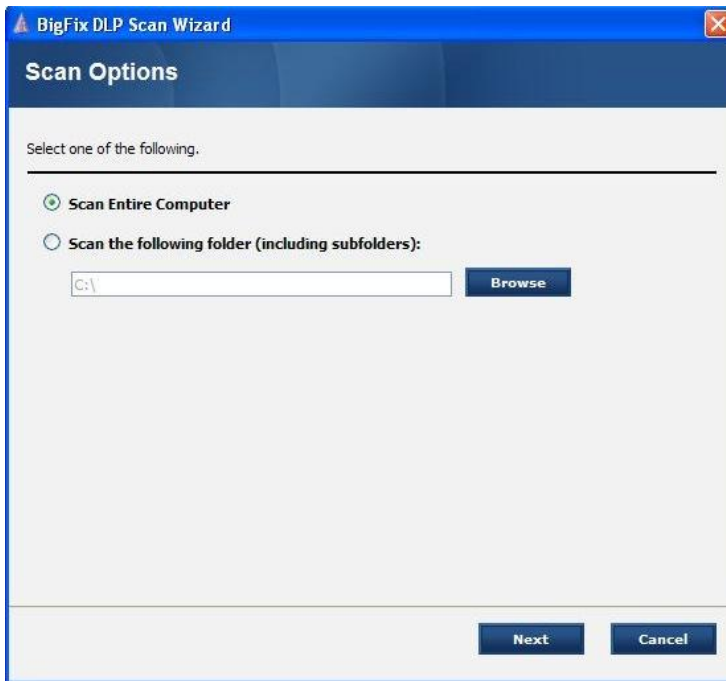 BigFix DLP Scan Wizard
Scan Options
Select one of the following.
Scan Entire Computer
Scan the following folder (including subfolders):
C:\
Browse
Next
Cancel